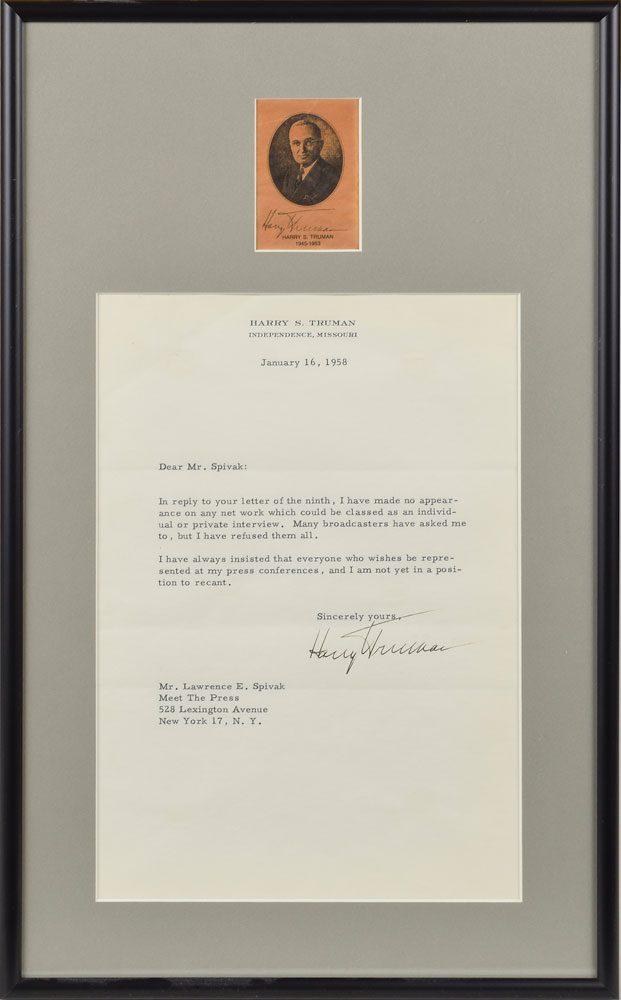 Harry Truman
HARRY S. TRUMAN
1945-1953
HARRY S. TRUMAN
INDEPENDENCE, MISSOURI
January 16, 1958
Dear Mr. Spivak:
In reply to your letter of the ninth, I have made no appear-
ance on any net work which could be classed as an individ-
ual or private interview. Many broadcasters have asked me
to, but I have refused them all.
I have always insisted that everyone who wishes be repre-
sented at my press conferences, and I am not yet in a posi-
tion to recant.
Sincerely yours,
Harry Truman
Mr. Lawrence E. Spivak
Meet The Press
528 Lexington Avenue
New York 17, N. Y.